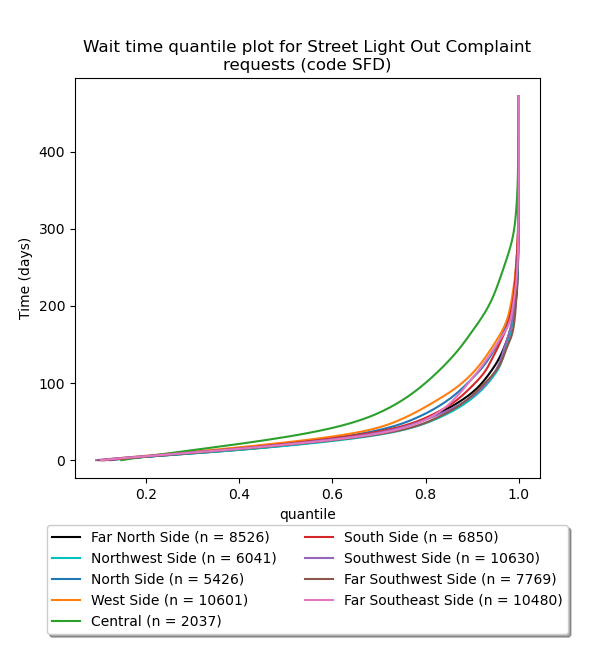 Wait time quantile plot for Street Light Out Complaint
requests (code SFD)
400
300
200
100
0
Time (days)
0.2 0.4 0.6 0.8 1.0
quantile
Far North Side (n = 8526)
Northwest Side (n = 6041)
North Side (n = 5426)
West Side (n = 10601)
Central (n = 2037)
South Side (n = 6850)
Southwest Side (n = 10630)
Far Southwest Side (n = 7769)
Far Southeast Side (n = 10480)